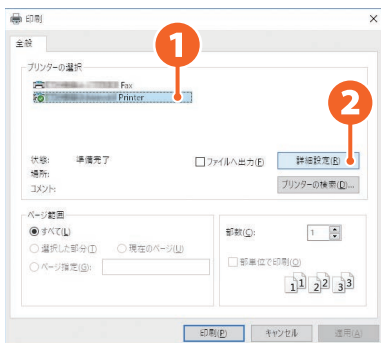 印刷
全般
プリンターの選択
Fax
Printer
1
2
状態: 準備完了
場所:
コメント:
ファイルへ出力(F)
詳細設定(R)
プリンターの検索(D)...
ページ範囲
すべて(L)
選択した部分(T) 現在のページ(U)
ページ指定(G):
部数(C): 1
部単位で印刷(O)
1 1 2 2 3 3
印刷(P) キャンセル 適用(A)